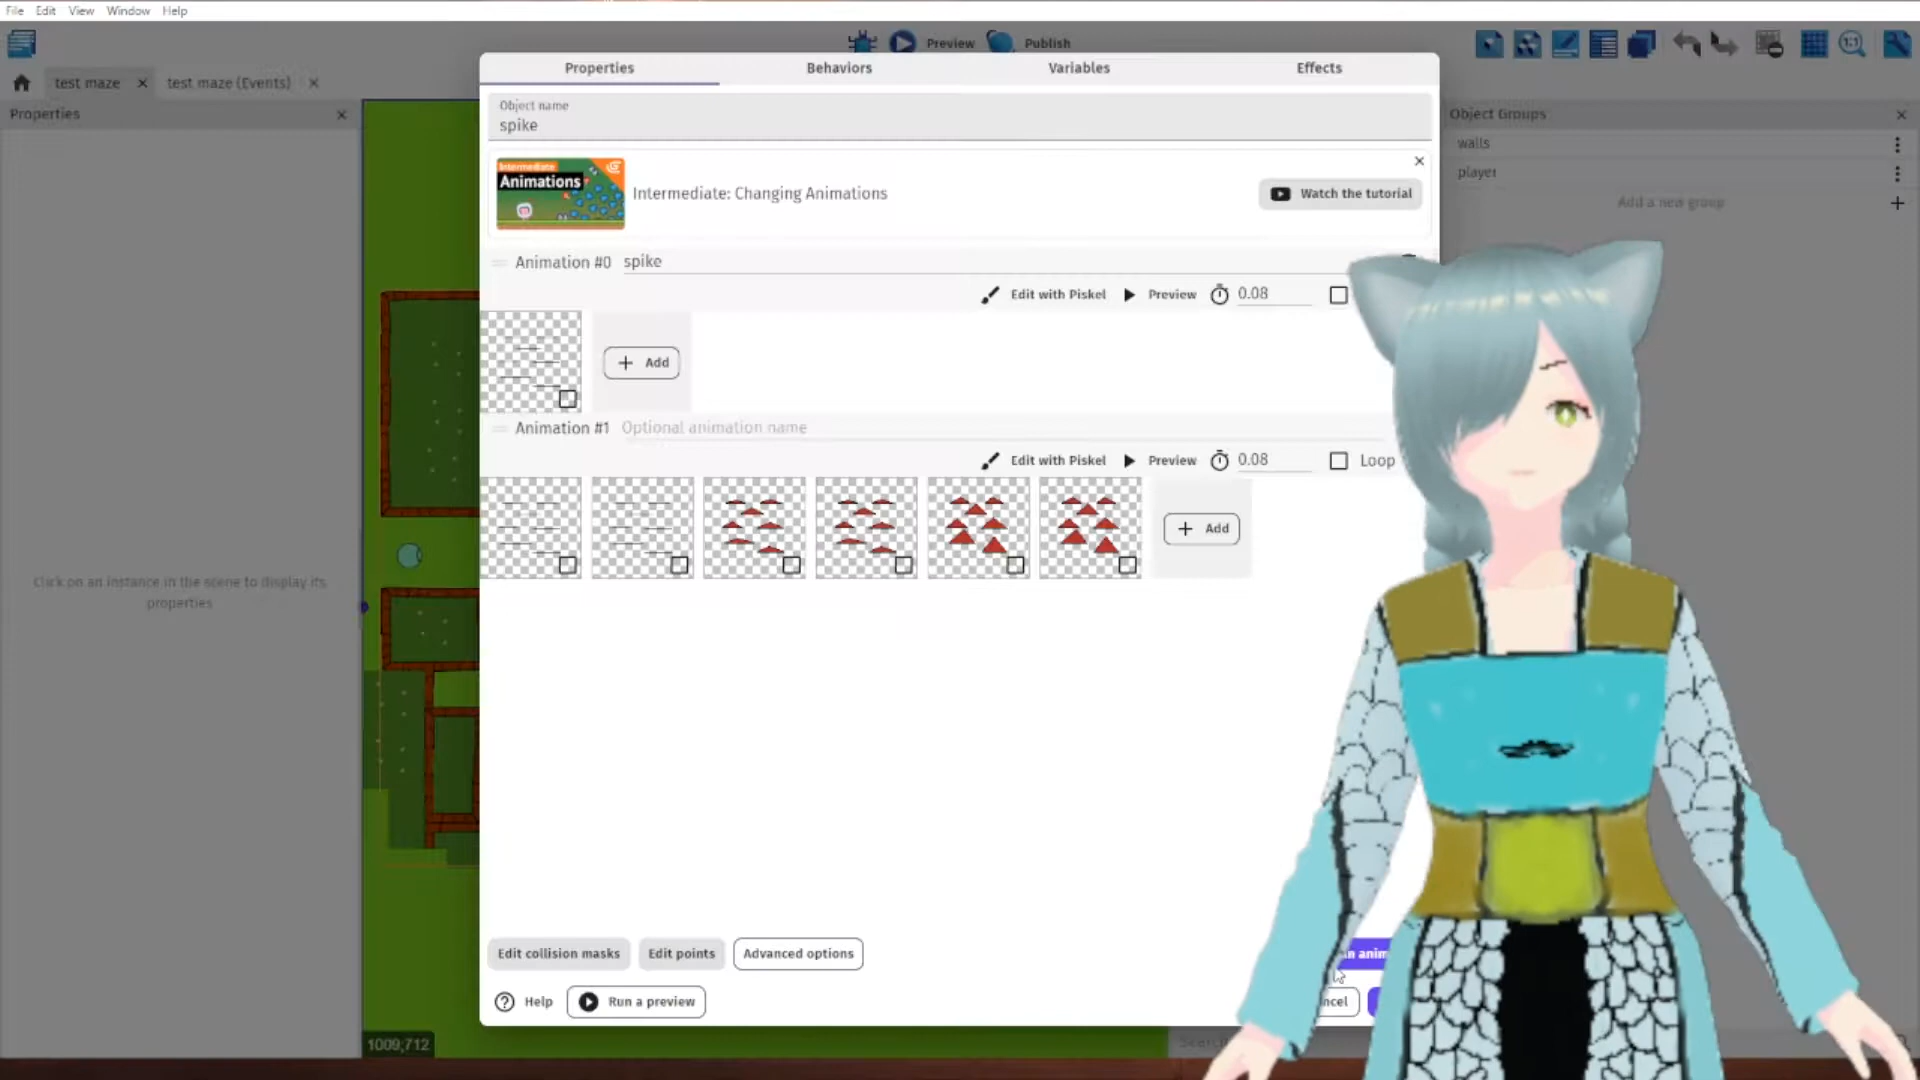 File Edit View Window Help
Preview Publish
test maze × test maze (Events) ×
Properties
Click on an instance in the scene to display its
properties
1009;712
Properties Behaviors Variables Effects
Object name
spike
Intermediate
Animations
Intermediate: Changing Animations
Watch the tutorial
Animation #0 spike
Edit with Piskel Preview 0.08
+ Add
Animation #1 Optional animation name
Edit with Piskel Preview 0.08 Loop
+ Add
Edit collision masks Edit points Advanced options
Help Run a preview
Object Groups
walls
player
Add a new group
1:1